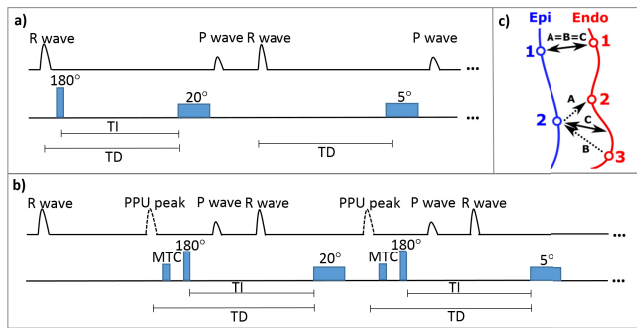 a)
R wave P wave R wave P wave
180° 20° 5° ...
TI
TD TD
b)
R wave PPU peak P wave R wave PPU peak P wave R wave
...
MTC 180° 20° MTC 180° 5° ...
TI TI
TD TD
c)
Epi Endo
A=B=C
1 1
2 2
A
C
B
3